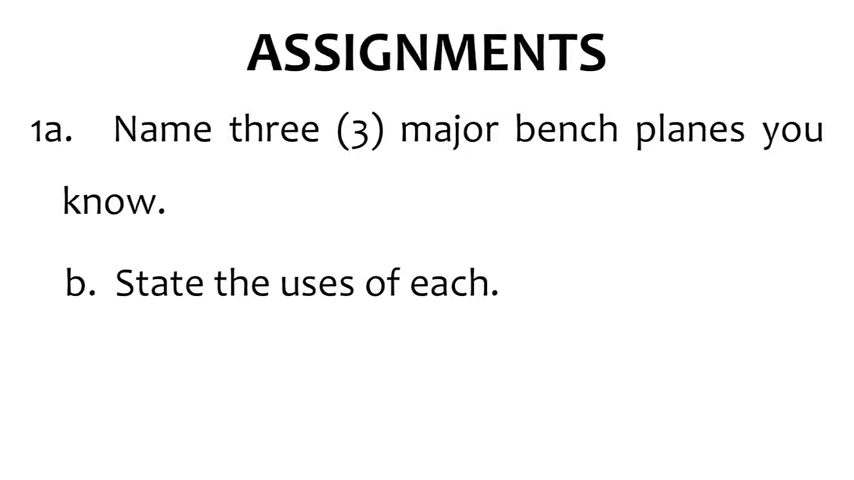 ASSIGNMENTS
1a. Name three (3) major bench planes you
know.
b. State the uses of each.